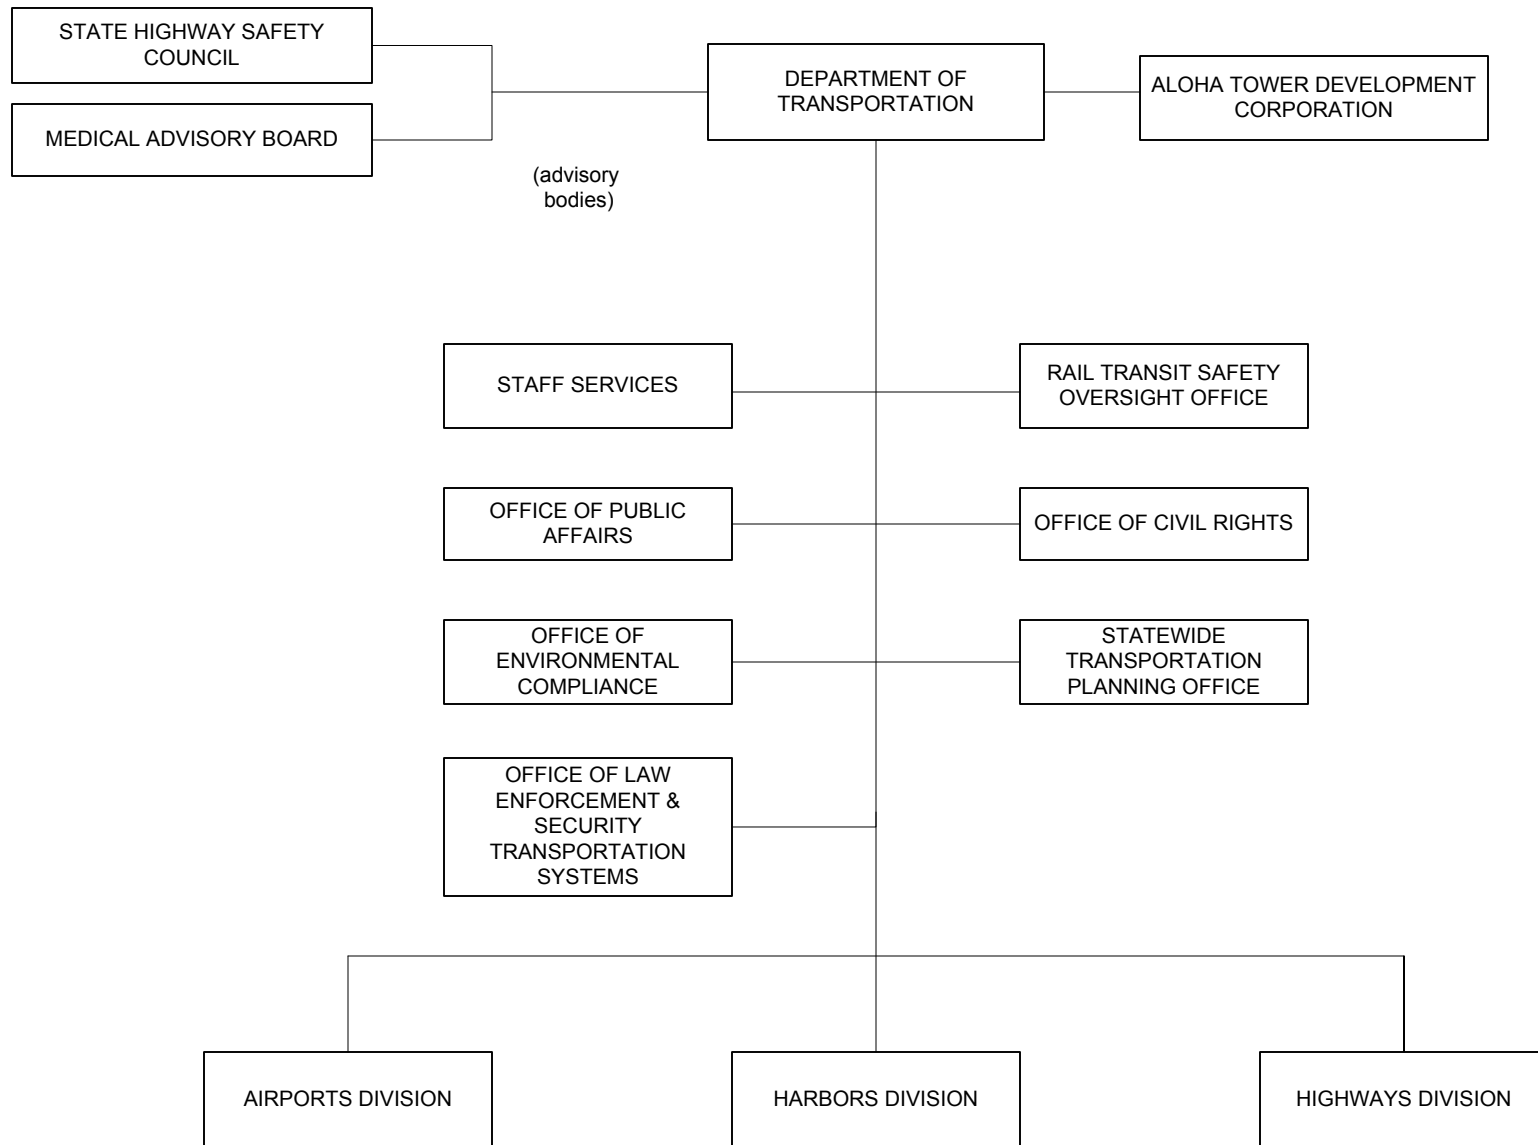 STATE HIGHWAY SAFETY
COUNCIL
DEPARTMENT OF
TRANSPORTATION
ALOHA TOWER DEVELOPMENT
CORPORATION
MEDICAL ADVISORY BOARD
(advisory
bodies)
STAFF SERVICES
RAIL TRANSIT SAFETY
OVERSIGHT OFFICE
OFFICE OF PUBLIC
AFFAIRS
OFFICE OF CIVIL RIGHTS
OFFICE OF
ENVIRONMENTAL
COMPLIANCE
STATEWIDE
TRANSPORTATION
PLANNING OFFICE
OFFICE OF LAW
ENFORCEMENT &
SECURITY
TRANSPORTATION
SYSTEMS
AIRPORTS DIVISION
HARBORS DIVISION
HIGHWAYS DIVISION